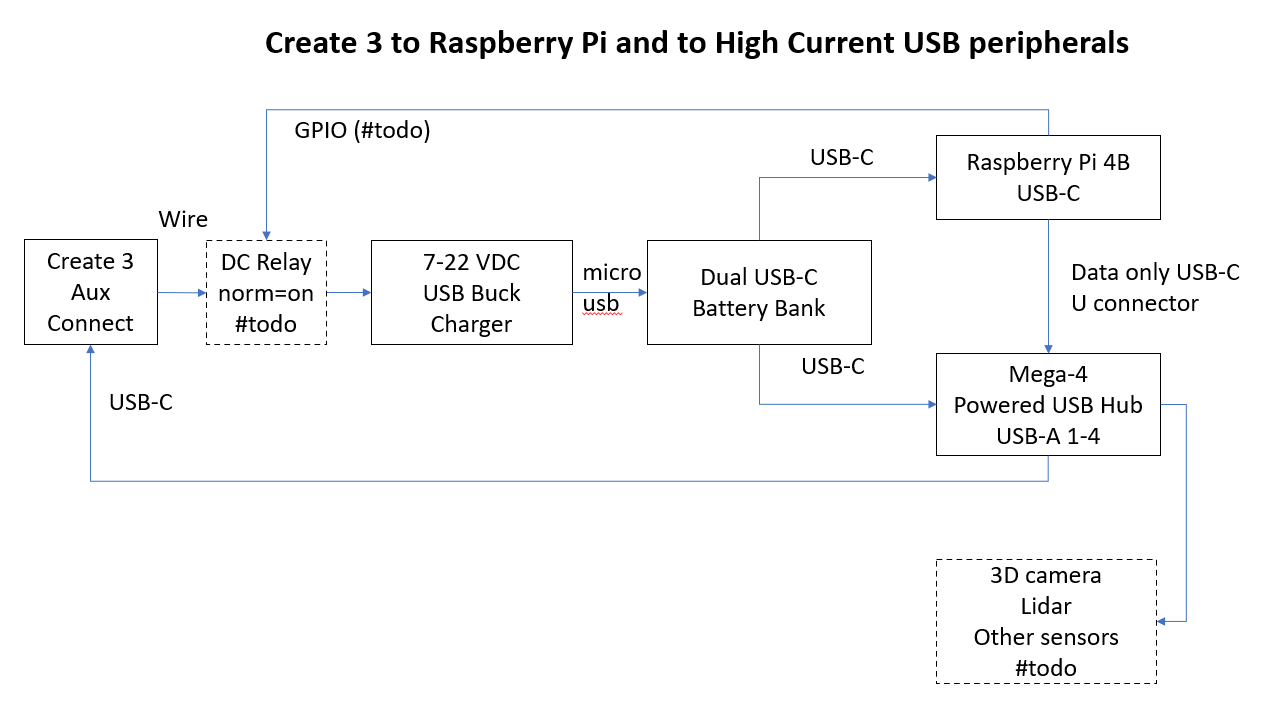 Create 3 to Raspberry Pi and to High Current USB peripherals
GPIO (#todo)
USB-C
Raspberry Pi 4B
USB-C
Wire
Create 3
Aux
Connect
DC Relay
norm=on
#todo
7-22 VDC
USB Buck
Charger
micro
usb
Dual USB-C
Battery Bank
Data only USB-C
U connector
USB-C
USB-C
Mega-4
Powered USB Hub
USB-A 1-4
3D camera
Lidar
Other sensors
#todo